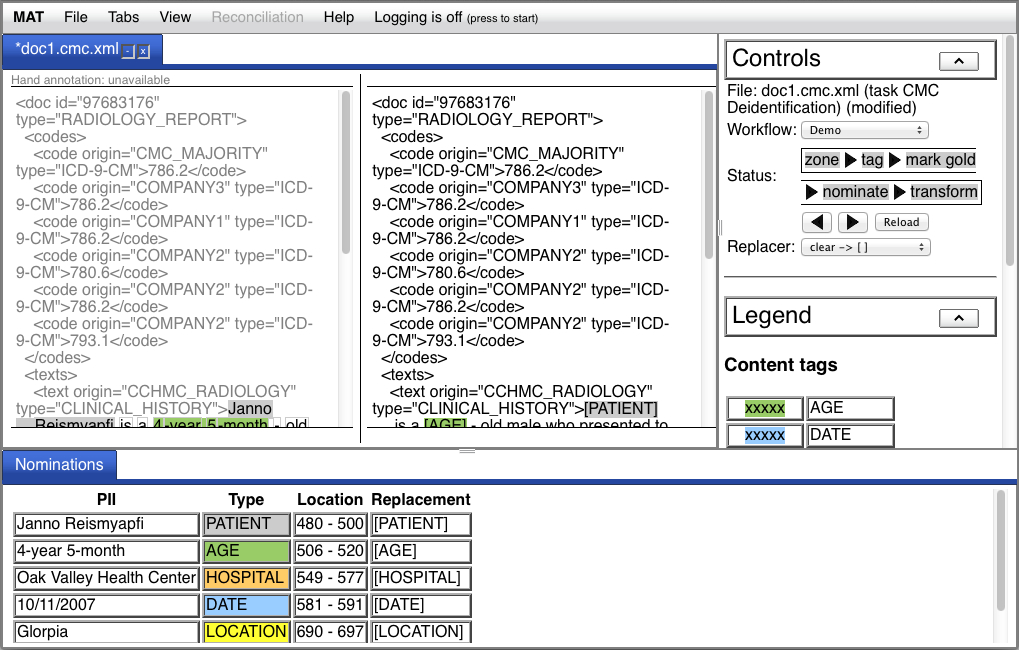 MAT File Tabs View Reconciliation Help Logging is off (press to start)
*doc1.cmc.xml - x
Hand annotation: unavailable
<doc id="97683176"
type="RADIOLOGY_REPORT">
<codes>
<code origin="CMC_MAJORITY"
type="ICD-9-CM">786.2</code>
<code origin="COMPANY3" type="ICD-
9-CM">786.2</code>
<code origin="COMPANY1" type="ICD-
9-CM">786.2</code>
<code origin="COMPANY2" type="ICD-
9-CM">780.6</code>
<code origin="COMPANY2" type="ICD-
9-CM">786.2</code>
<code origin="COMPANY2" type="ICD-
9-CM">793.1</code>
</codes>
<texts>
<text origin="CCHMC_RADIOLOGY"
type="CLINICAL_HISTORY">Janno
Reismyapfi is a 4-year 5-month - old
<doc id="97683176"
type="RADIOLOGY_REPORT">
<codes>
<code origin="CMC_MAJORITY"
type="ICD-9-CM">786.2</code>
<code origin="COMPANY3" type="ICD-
9-CM">786.2</code>
<code origin="COMPANY1" type="ICD-
9-CM">786.2</code>
<code origin="COMPANY2" type="ICD-
9-CM">780.6</code>
<code origin="COMPANY2" type="ICD-
9-CM">786.2</code>
<code origin="COMPANY2" type="ICD-
9-CM">793.1</code>
</codes>
<texts>
<text origin="CCHMC_RADIOLOGY"
type="CLINICAL_HISTORY">[PATIENT]
is a [AGE] - old male who presented to
Controls
File: doc1.cmc.xml (task CMC
Deidentification) (modified)
Workflow: Demo
Status: zone ▶ tag ▶ mark gold
▶ nominate ▶ transform
◀ ▶ Reload
Replacer: clear -> [ ]
Legend
Content tags
xxxxx AGE
xxxxx DATE
Nominations
PII Type Location Replacement
Janno Reismyapfi PATIENT 480 - 500 [PATIENT]
4-year 5-month AGE 506 - 520 [AGE]
Oak Valley Health Center HOSPITAL 549 - 577 [HOSPITAL]
10/11/2007 DATE 581 - 591 [DATE]
Glorpia LOCATION 690 - 697 [LOCATION]